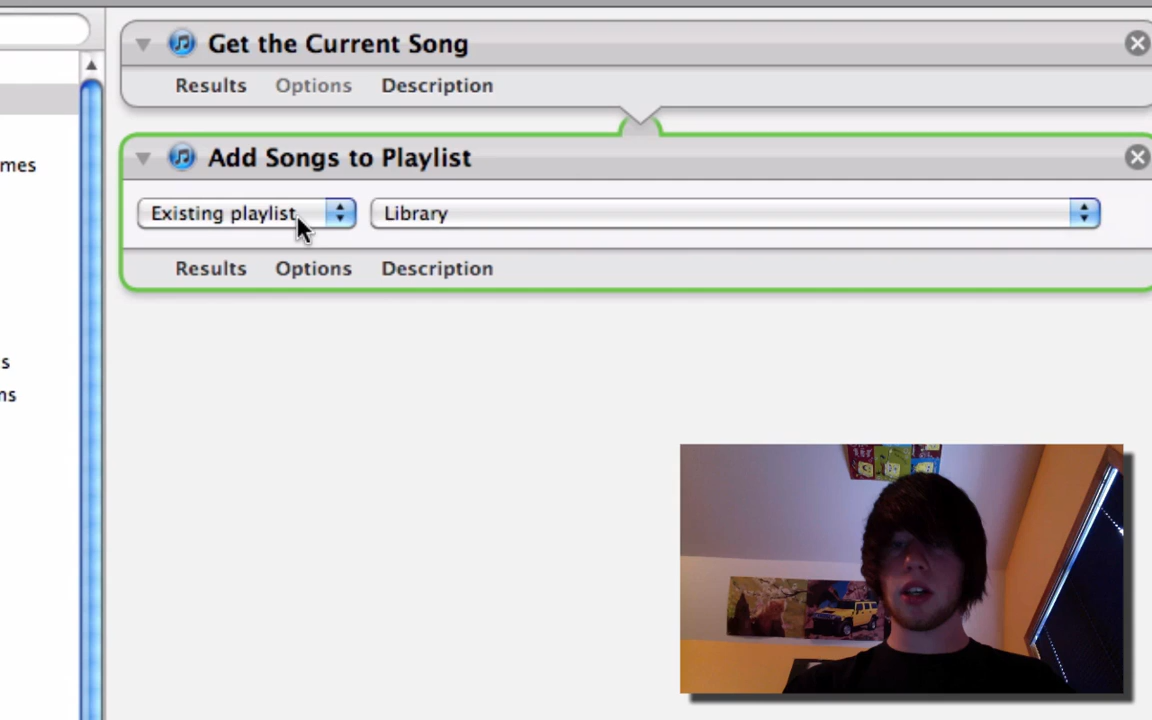 Get the Current Song
Results Options Description
Add Songs to Playlist
mes
Existing playlist Library
Results Options Description
s
ns